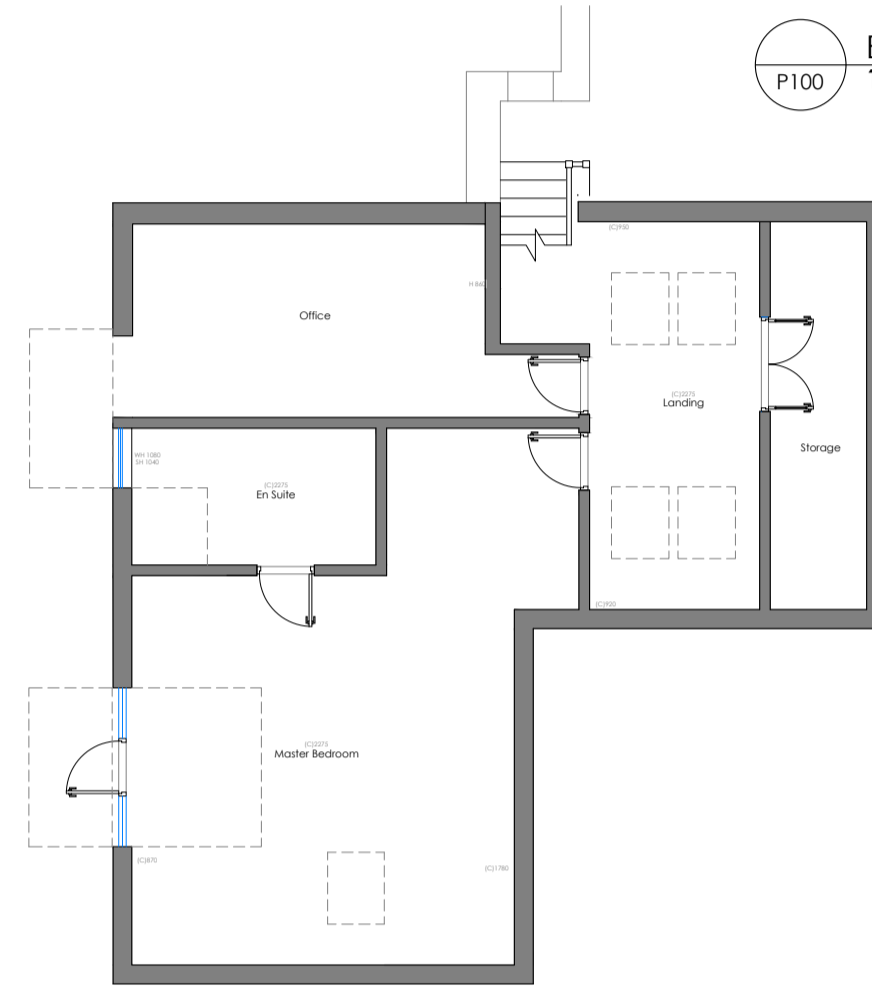 P100
(C)950
H 860
Office
(C)2275
Landing
Storage
WH 1080
SH 1040
(C)2275
En Suite
(C)920
(C)2275
Master Bedroom
(C)870
(C)1780